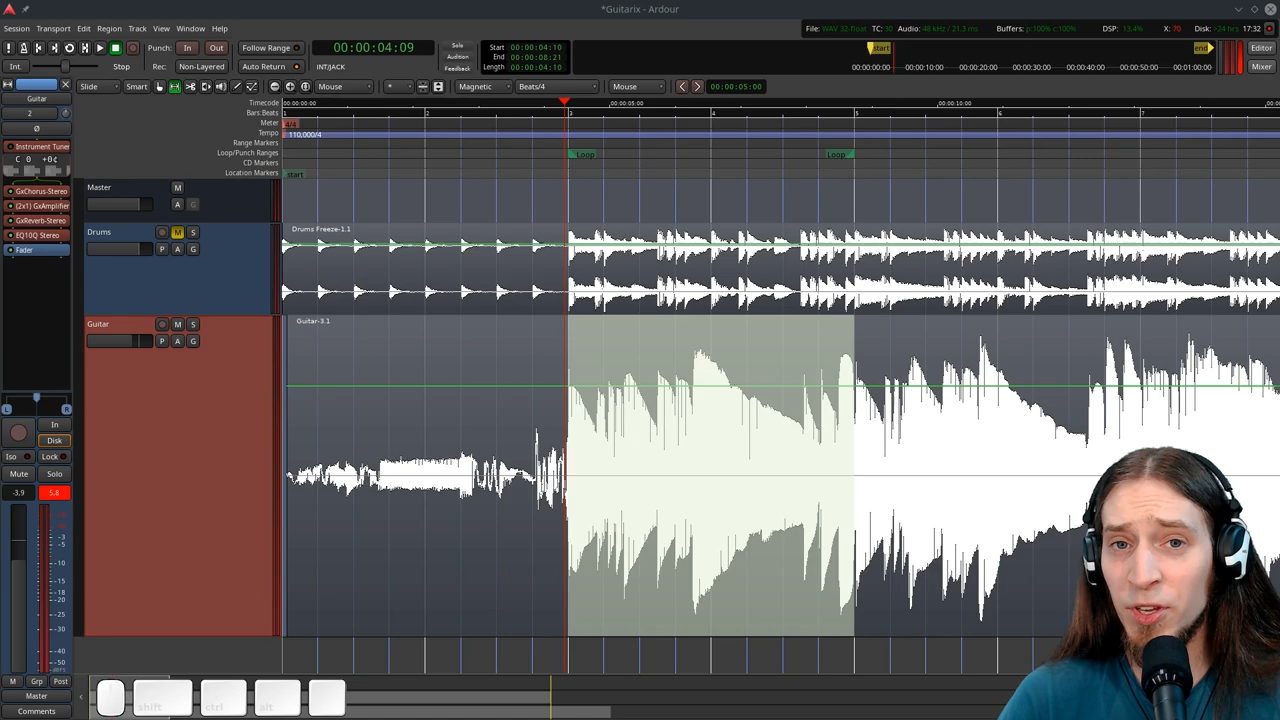 *Guitarix - Ardour
Session Transport Edit Region Track View Window Help
File: WAV 32-float TC: 30 Audio: 48 kHz / 21,3 ms Buffers: p:100% c:100% DSP: 13,4% X: 70 Disk: >24 hrs 17:32
Punch: In Out Follow Range 00:00:04:09 Solo Audition Feedback
Start 00:00:04:10
End 00:00:08:21
Length 00:00:04:10
start end
00:00:00:00 00:00:10:00 00:00:20:00 00:00:30:00 00:00:40:00 00:00:50:00 00:01:00:00
Editor
Mixer
Int. Stop Rec: Non-Layered Auto Return INT/JACK
Slide Smart Mouse Magnetic Beats/4 Mouse 00:00:05:00
Guitar
2
Ø
Instrument Tuner
C 0 +0¢
GxChorus-Stereo
(2x1) GxAmplifier
GxReverb-Stereo
EQ10Q Stereo
Fader
Timecode 00:00:00:00 00:00:05:00 00:00:10:00
Bars:Beats 1 2 3 4 5 6 7
Meter 4/4
Tempo 110,000/4
Range Markers
Loop/Punch Ranges Loop Loop
CD Markers
Location Markers start
Master M
A G
Drums M S
P A G
Drums Freeze-1.1
Guitar M S
P A G
Guitar-3.1
L R
In
Disk
Iso Lock
Mute Solo
-3,9 5,8
-3
-5
-10
-15
-18
-20
-25
-30
-40
-50
M Grp Post
Master
Comments
shift ctrl alt